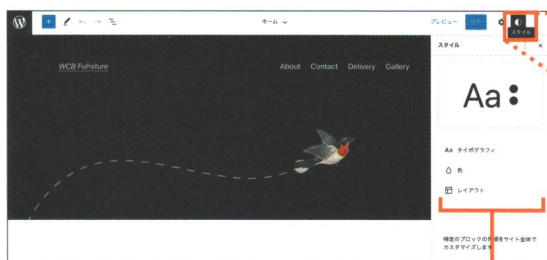 ホーム
プレビュー
スタイル
スタイル
WCB Furniture
About Contact Delivery Gallery
Aa
Aa タイポグラフィ
色
レイアウト
特定のブロックの外観をサイト全体で
カスタマイズします